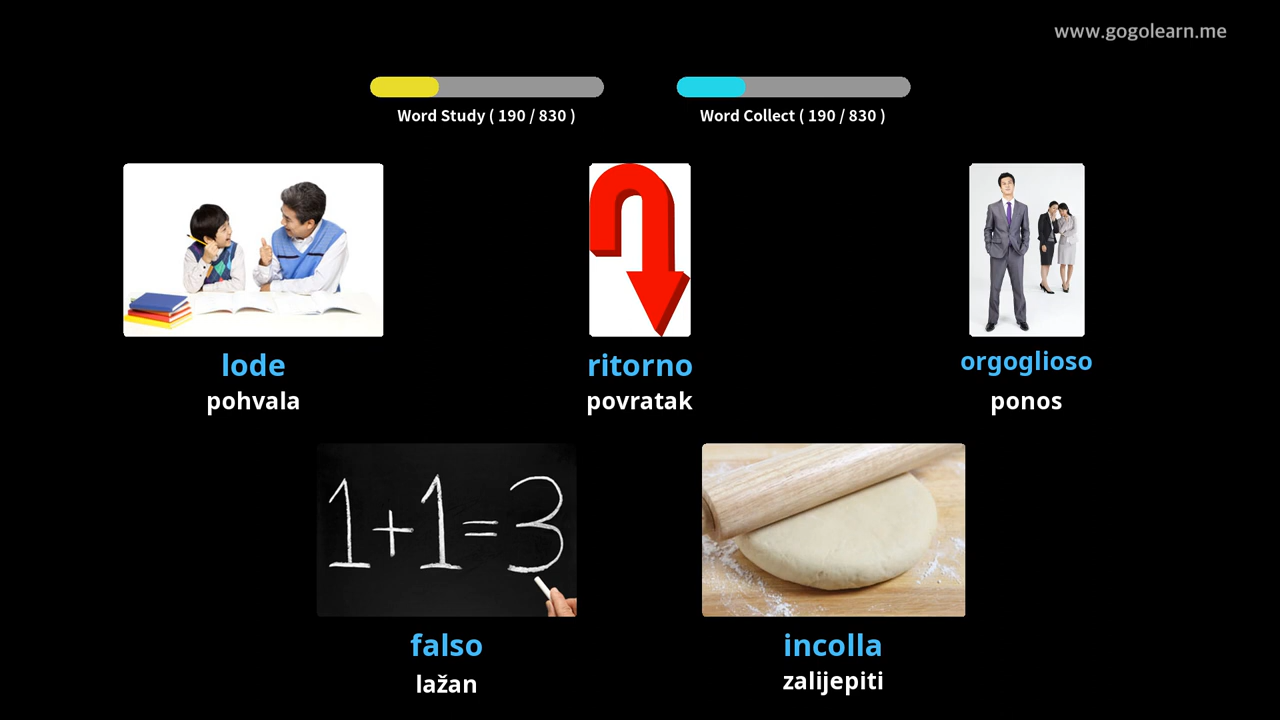 www.gogolearn.me
Word Study ( 190 / 830 )
Word Collect ( 190 / 830 )
lode
pohvala
ritorno
povratak
orgoglioso
ponos
1+1=3
falso
lažan
incolla
zalijepiti